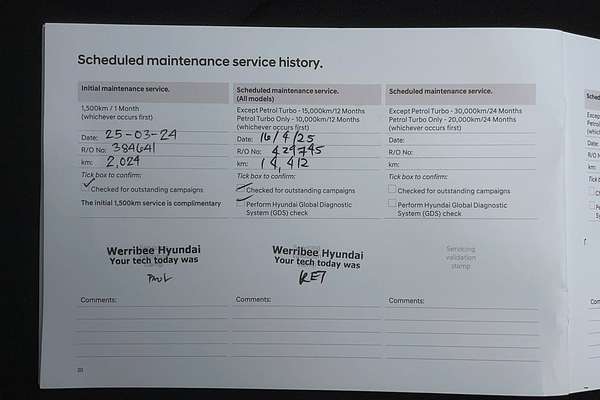 Scheduled maintenance service history.
Initial maintenance service.
1,500km / 1 Month
(whichever occurs first)
Date: 25-03-24
R/O No: 384641
km: 2,024
Tick box to confirm:
Checked for outstanding campaigns
The initial 1,500km service is complimentary
Werribee Hyundai
Your tech today was
Paul
Comments:
Scheduled maintenance service.
(All models)
Except Petrol Turbo - 15,000km/12 Months
Petrol Turbo Only - 10,000km/12 Months
(whichever occurs first)
Date: 16/4/25
R/O No: 429745
km: 14,412
Tick box to confirm:
Checked for outstanding campaigns
Perform Hyundai Global Diagnostic
System (GDS) check
Werribee Hyundai
Your tech today was
Comments:
Scheduled maintenance service.
Except Petrol Turbo - 30,000km/24 Months
Petrol Turbo Only - 20,000km/24 Months
(whichever occurs first)
Date:
R/O No:
km:
Tick box to confirm:
Checked for outstanding campaigns
Perform Hyundai Global Diagnostic
System (GDS) check
Servicing
validation
stamp
Comments: